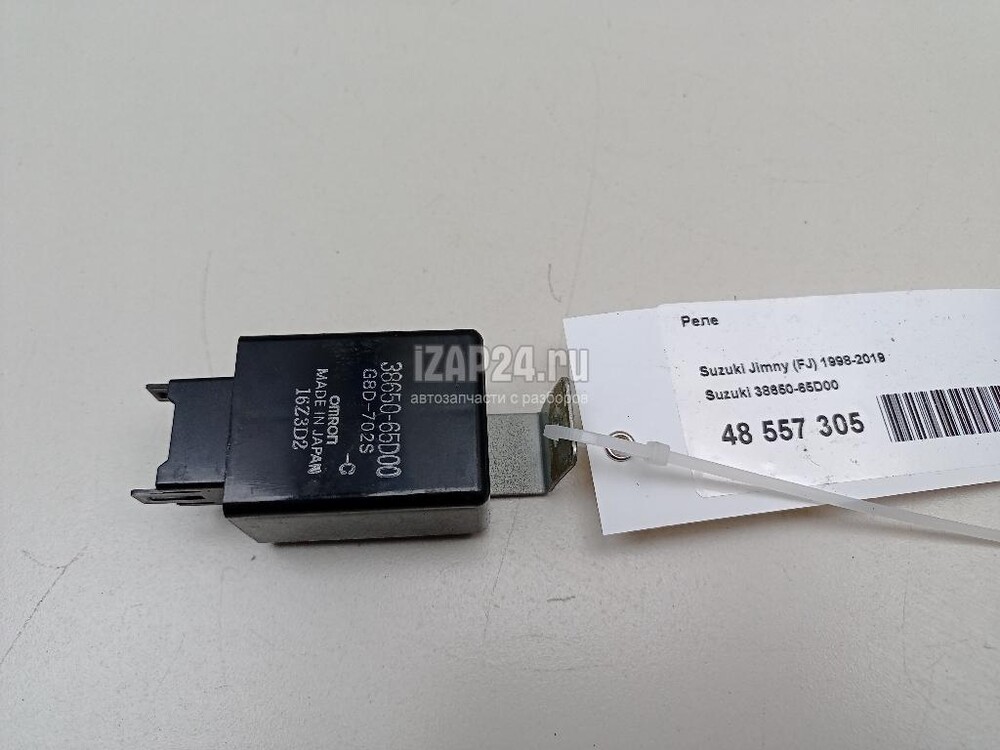 38650-65D00
G8D-702S
OMRON -C
MADE IN JAPAN
16Z3D2
iZAP24.ru
автозапчасти с разборов
Реле
Suzuki Jimny (FJ) 1998-2019
Suzuki 38650-65D00
48 557 305